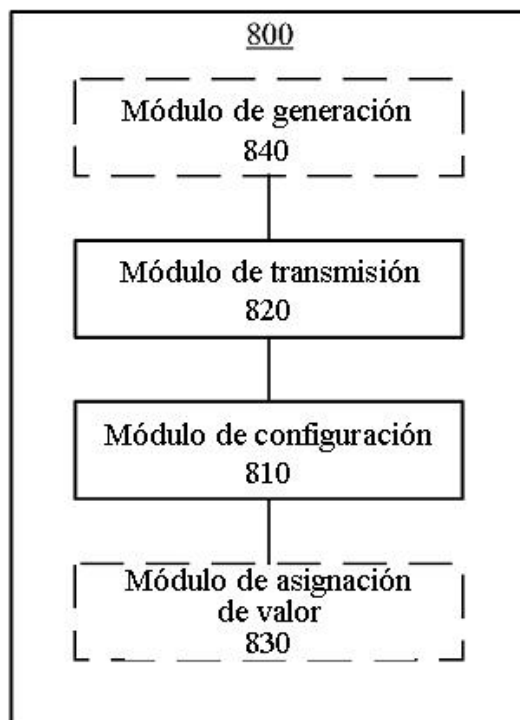 800
Módulo de generación
840
Módulo de transmisión
820
Módulo de configuración
810
Módulo de asignación
de valor
830